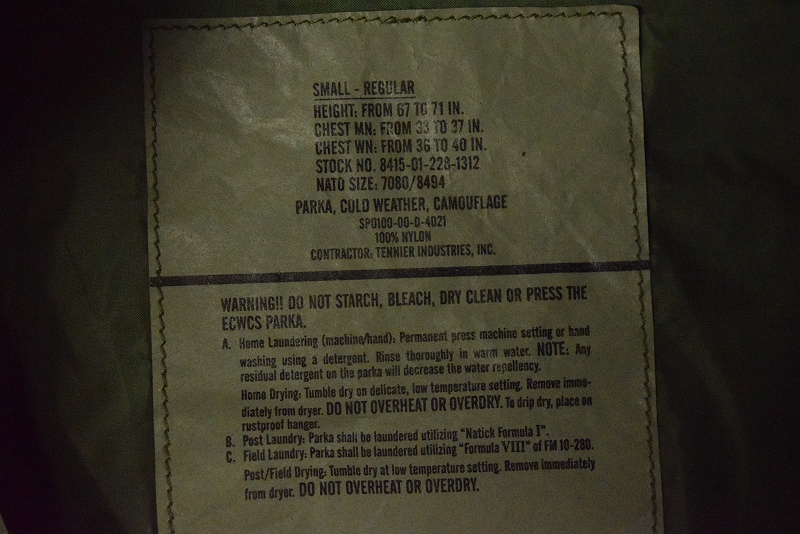 SMALL - REGULAR
HEIGHT: FROM 67 TO 71 IN.
CHEST MN: FROM 33 TO 37 IN.
CHEST WN: FROM 36 TO 40 IN.
STOCK NO. 8415-01-228-1312
NATO SIZE: 7080/8494
PARKA, COLD WEATHER, CAMOUFLAGE
SP0100-00-D-4021
100% NYLON
CONTRACTOR: TENNIER INDUSTRIES, INC.
WARNING!! DO NOT STARCH, BLEACH, DRY CLEAN OR PRESS THE
ECWCS PARKA.
A. Home Laundering (machine/hand): Permanent press machine setting or hand
washing using a detergent. Rinse thoroughly in warm water. NOTE: Any
residual detergent on the parka will decrease the water repellency.
Home Drying: Tumble dry on delicate, low temperature setting. Remove imme-
diately from dryer. DO NOT OVERHEAT OR OVERDRY. To drip dry, place on
rustproof hanger.
B. Post Laundry: Parka shall be laundered utilizing "Natick Formula I".
C. Field Laundry: Parka shall be laundered utilizing "Formula VIII" of FM 10-280.
Post/Field Drying: Tumble dry at low temperature setting. Remove immediately
from dryer. DO NOT OVERHEAT OR OVERDRY.